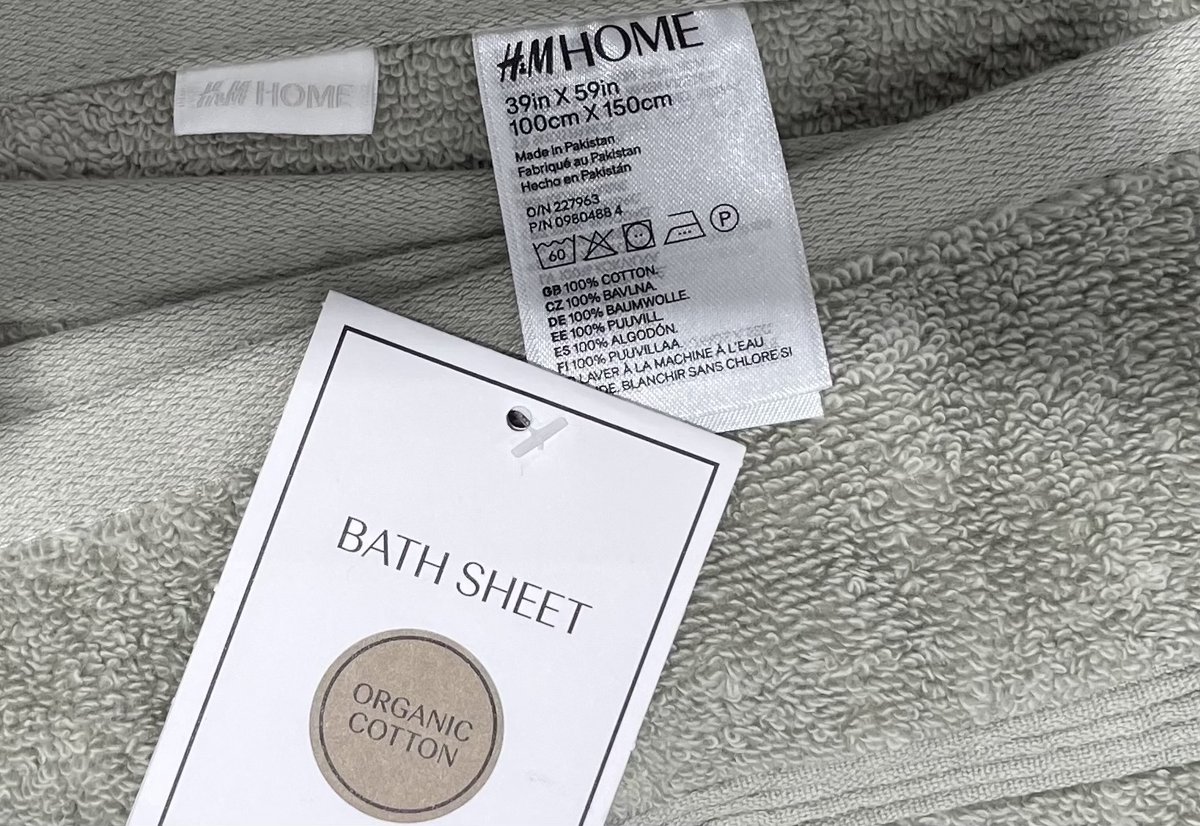 H&M HOME
H&M HOME
39in X 59in
100cm X 150cm
Made in Pakistan
Fabriqué au Pakistan
Hecho en Pakistán
O/N 227963
P/N 0980488 4
60
P
GB 100% COTTON.
CZ 100% BAVLNA.
DE 100% BAUMWOLLE.
EE 100% PUUVILL.
ES 100% ALGODÓN.
FI 100% PUUVILLAA.
LAVER À LA MACHINE À L'EAU
BLANCHIR SANS CHLORE SI
BATH SHEET
ORGANIC
COTTON